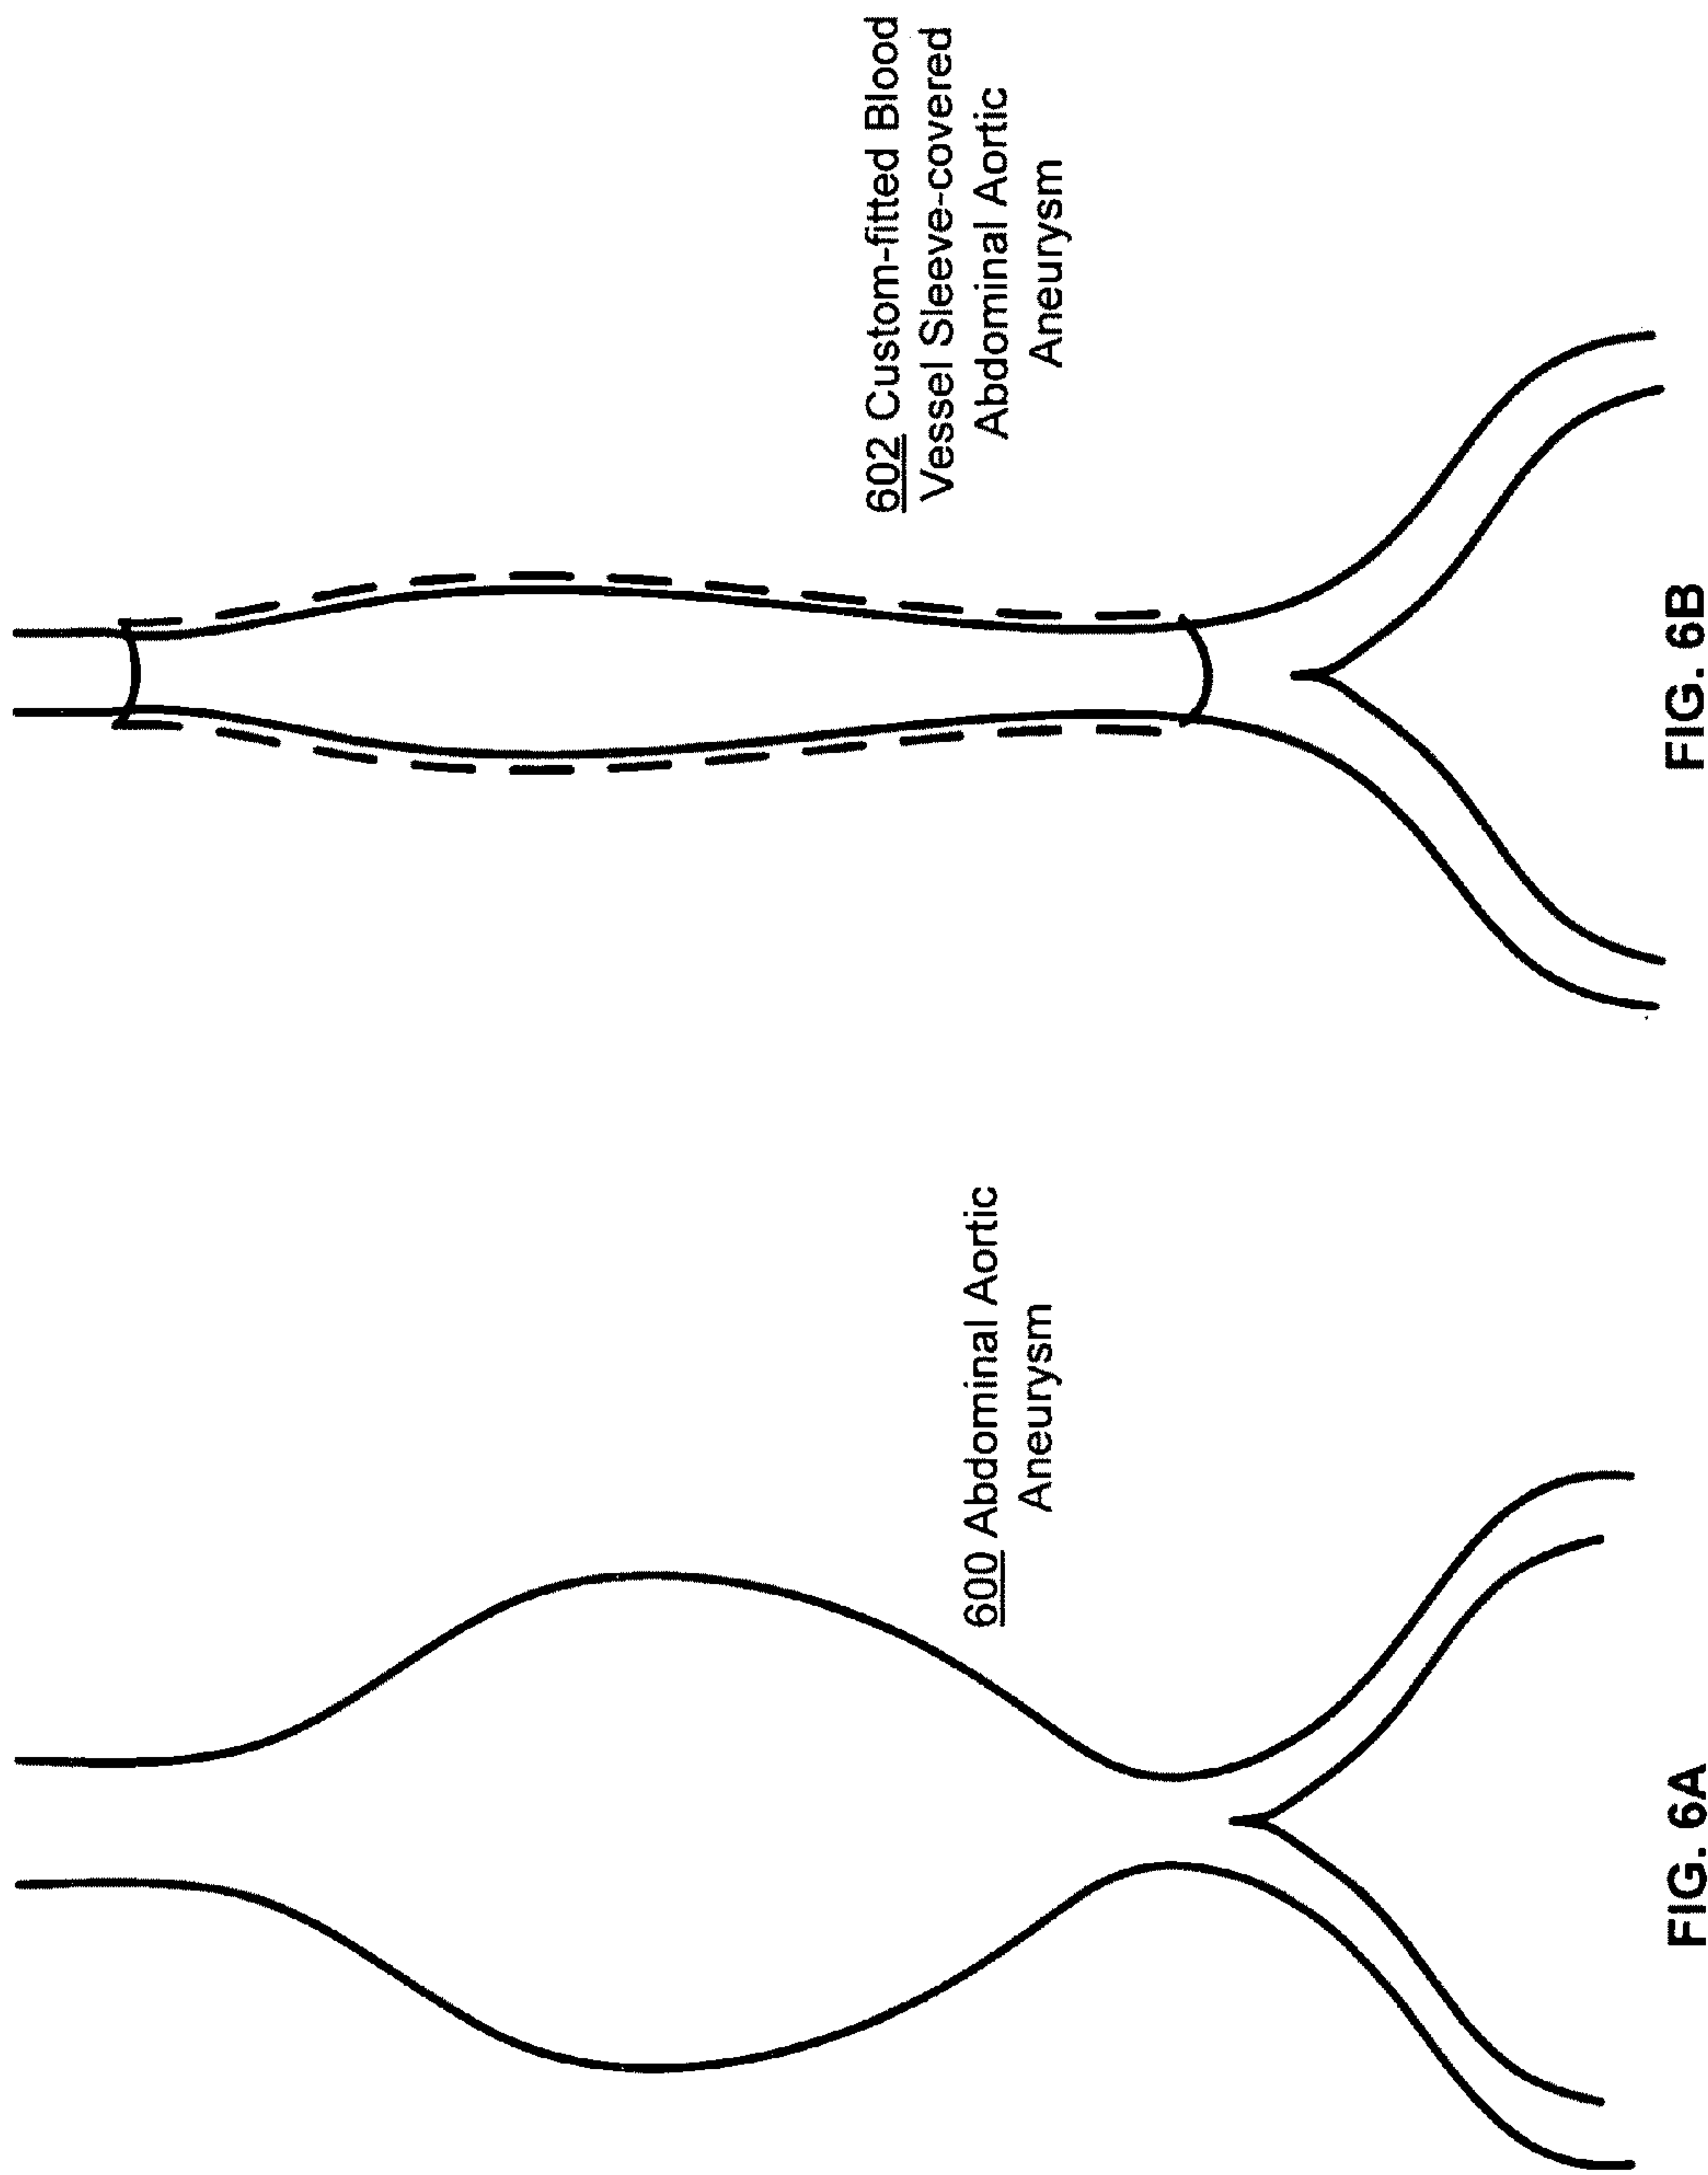 600 Abdominal Aortic
Aneurysm
FIG. 6A
602 Custom-fitted Blood
Vessel Sleeve-covered
Abdominal Aortic
Aneurysm
FIG. 6B